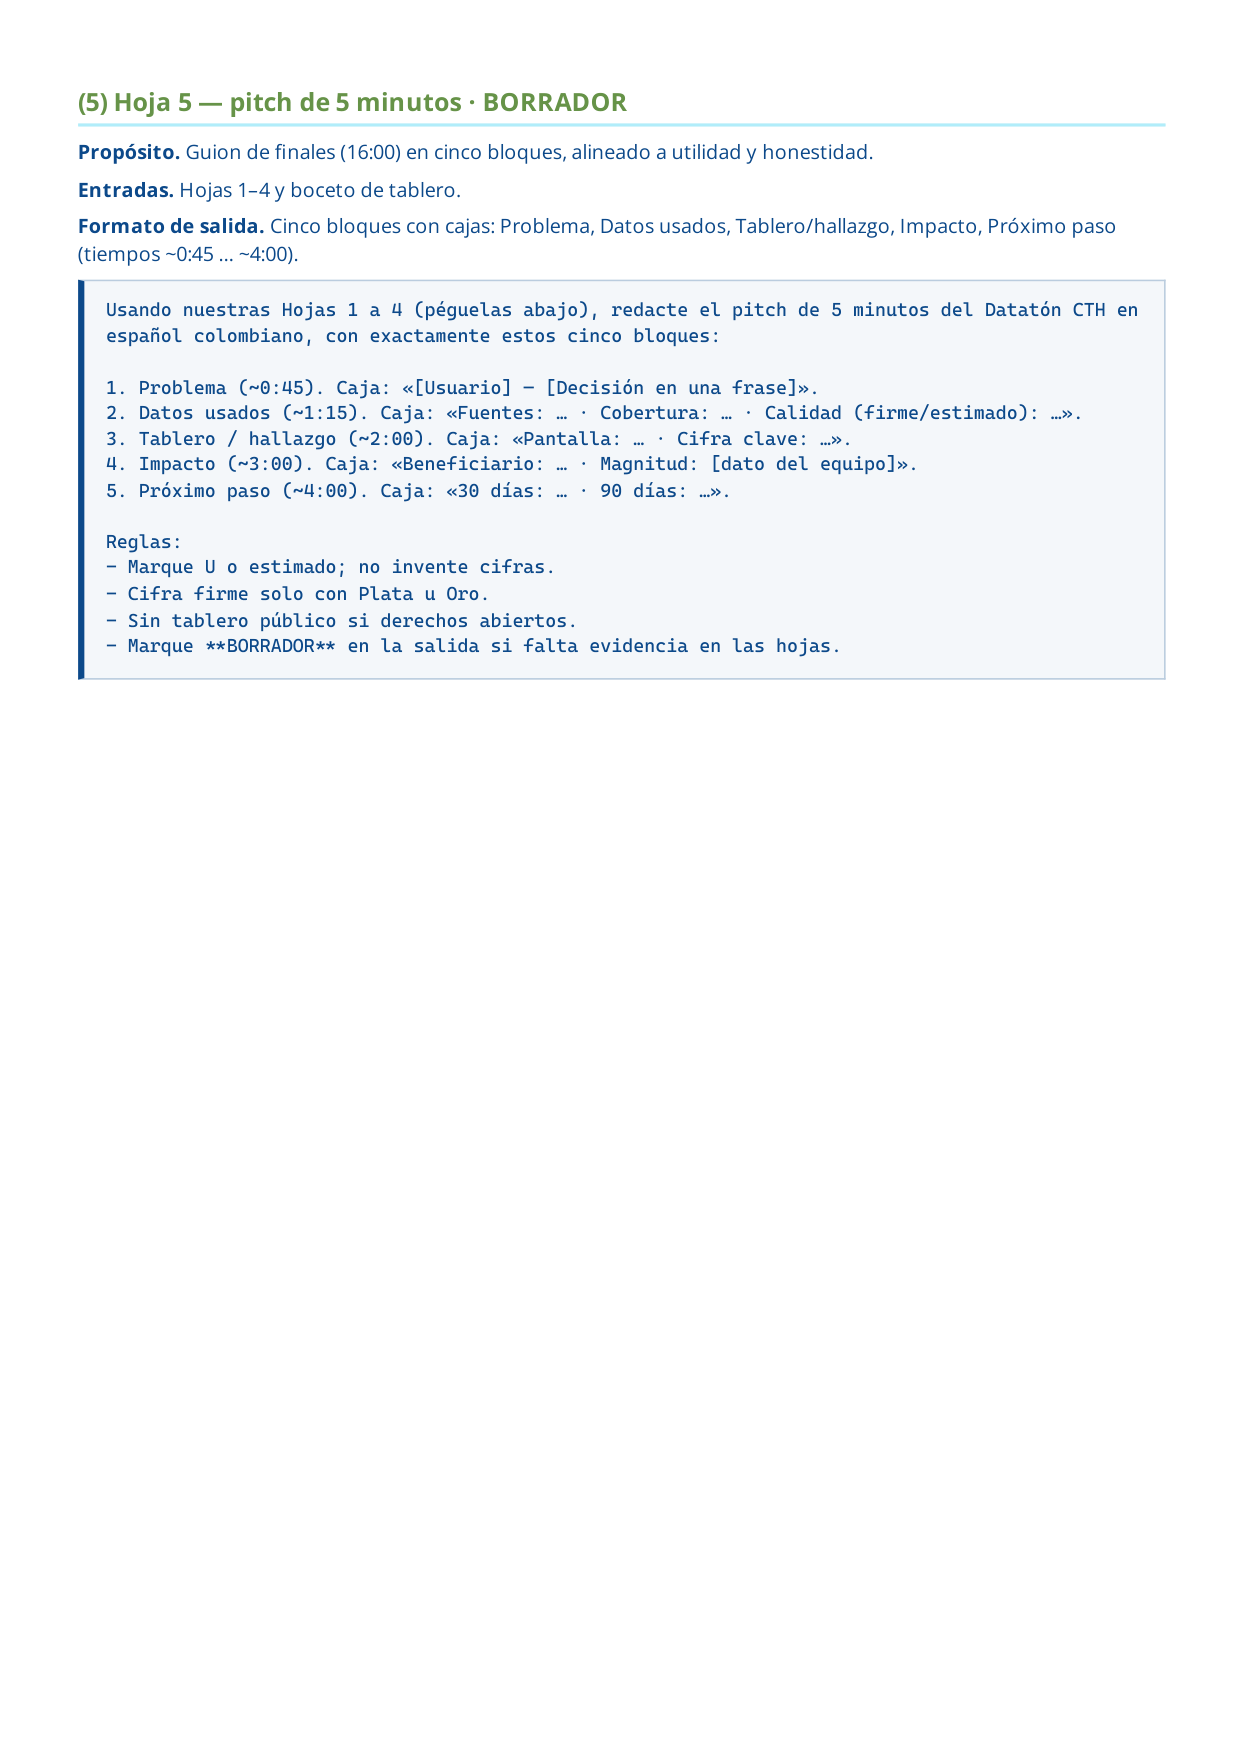 (5) Hoja 5 — pitch de 5 minutos · BORRADOR
Propósito. Guion de finales (16:00) en cinco bloques, alineado a utilidad y honestidad.
Entradas. Hojas 1–4 y boceto de tablero.
Formato de salida. Cinco bloques con cajas: Problema, Datos usados, Tablero/hallazgo, Impacto, Próximo paso
(tiempos ~0:45 … ~4:00).
Usando nuestras Hojas 1 a 4 (péguelas abajo), redacte el pitch de 5 minutos del Datatón CTH en
español colombiano, con exactamente estos cinco bloques:
1. Problema (~0:45). Caja: «[Usuario] — [Decisión en una frase]».
2. Datos usados (~1:15). Caja: «Fuentes: … · Cobertura: … · Calidad (firme/estimado): …».
3. Tablero / hallazgo (~2:00). Caja: «Pantalla: … · Cifra clave: …».
4. Impacto (~3:00). Caja: «Beneficiario: … · Magnitud: [dato del equipo]».
5. Próximo paso (~4:00). Caja: «30 días: … · 90 días: …».
Reglas:
- Marque U o estimado; no invente cifras.
- Cifra firme solo con Plata u Oro.
- Sin tablero público si derechos abiertos.
- Marque **BORRADOR** en la salida si falta evidencia en las hojas.